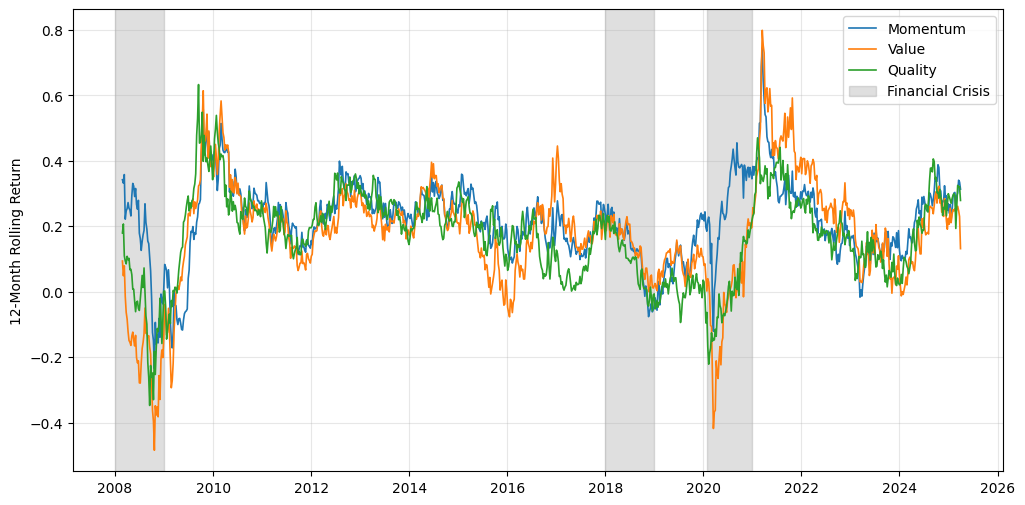 12-Month Rolling Return
0.8
0.6
0.4
0.2
0.0
−0.2
−0.4
2008 2010 2012 2014 2016 2018 2020 2022 2024 2026
Momentum
Value
Quality
Financial Crisis